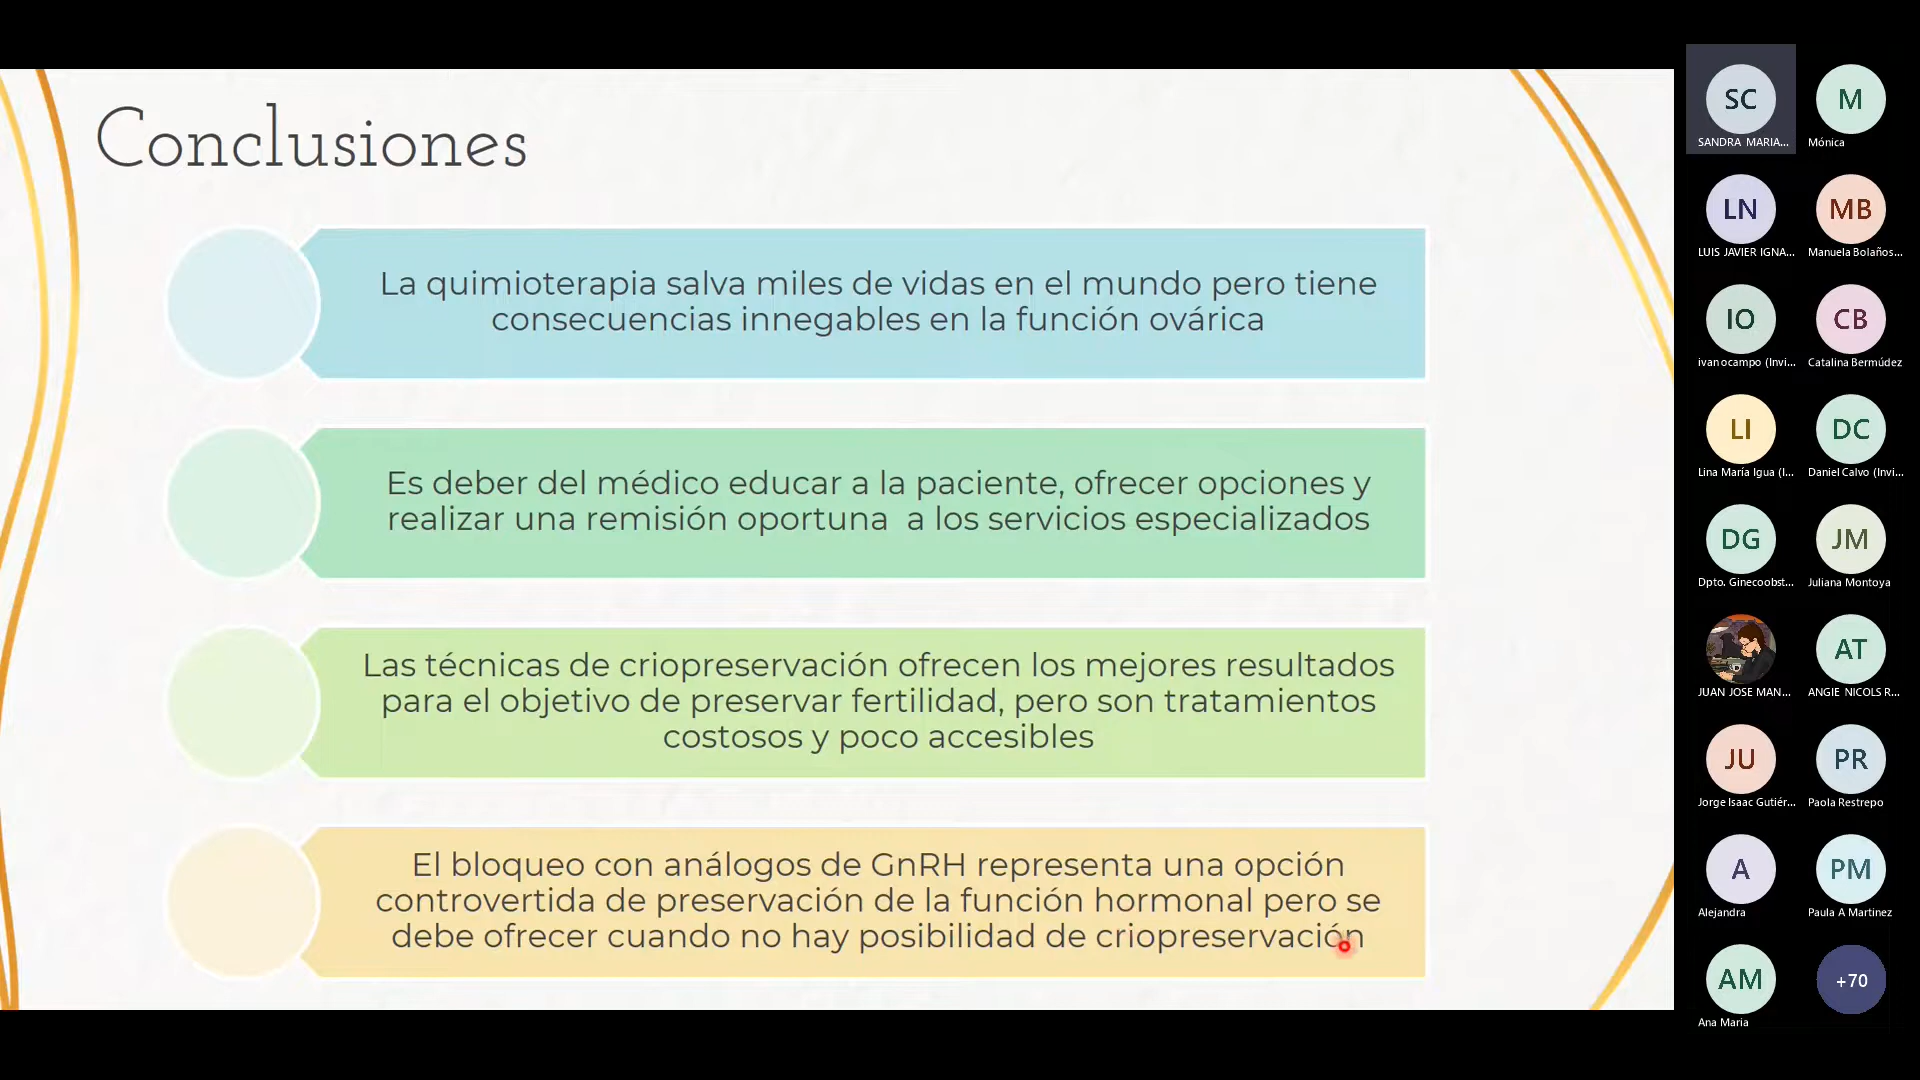 Conclusiones
La quimioterapia salva miles de vidas en el mundo pero tiene
consecuencias innegables en la función ovárica
Es deber del médico educar a la paciente, ofrecer opciones y
realizar una remisión oportuna  a los servicios especializados
Las técnicas de criopreservación ofrecen los mejores resultados
para el objetivo de preservar fertilidad, pero son tratamientos
costosos y poco accesibles
El bloqueo con análogos de GnRH representa una opción
controvertida de preservación de la función hormonal pero se
debe ofrecer cuando no hay posibilidad de criopreservación
SC
SANDRA MARIA...
M
Mónica
LN
LUIS JAVIER IGNA...
MB
Manuela Bolaños...
IO
ivan ocampo (Invi...
CB
Catalina Bermúdez
LI
Lina María Igua (I...
DC
Daniel Calvo (Invi...
DG
Dpto. Ginecoobst...
JM
Juliana Montoya
JUAN JOSE MAN...
AT
ANGIE NICOLS R...
JU
Jorge Isaac Gutiér...
PR
Paola Restrepo
A
Alejandra
PM
Paula A Martinez
AM
Ana Maria
+70